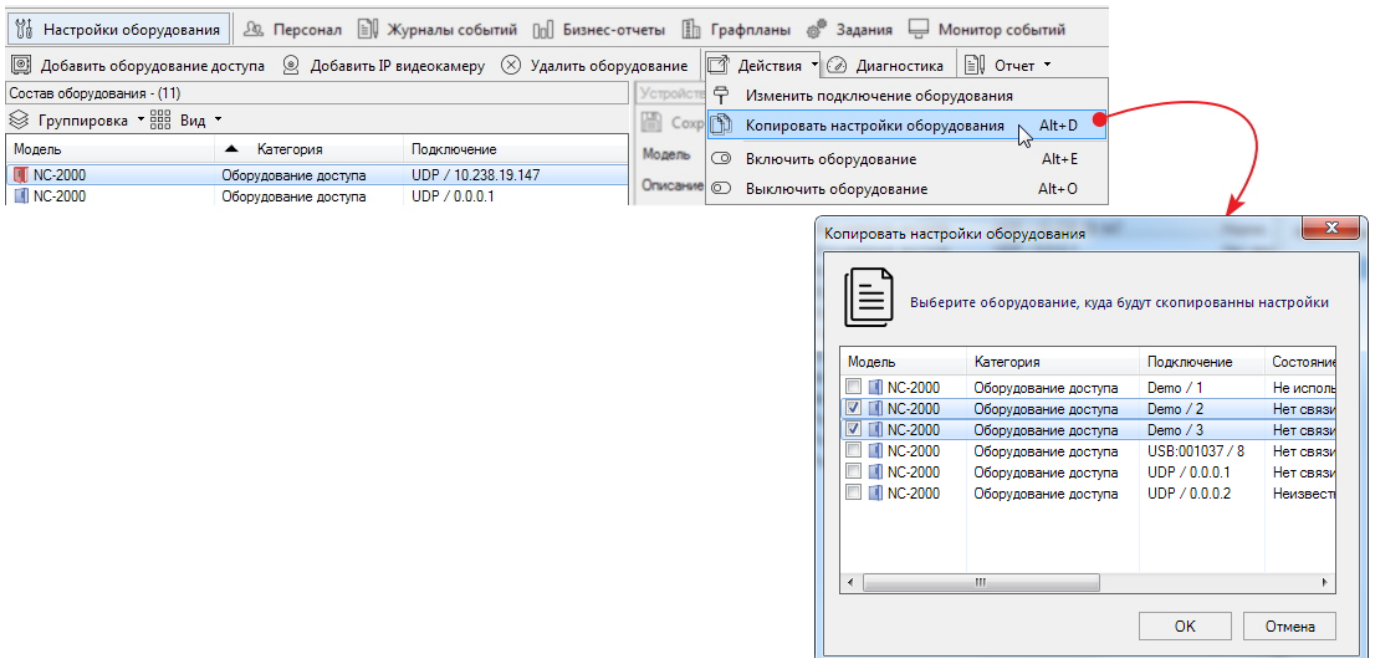 Настройки оборудования Персонал Журналы событий Бизнес-отчеты Графпланы Задания Монитор событий
Добавить оборудование доступа Добавить IP видеокамеру Удалить оборудование Действия Диагностика Отчет
Состав оборудования - (11) Устройств
Группировка Вид Сохр
Модель Категория Подключение Модель
NC-2000 Оборудование доступа UDP / 10.238.19.147
NC-2000 Оборудование доступа UDP / 0.0.0.1 Описание
Изменить подключение оборудования
Копировать настройки оборудования Alt+D
Включить оборудование Alt+E
Выключить оборудование Alt+O
Копировать настройки оборудования
Выберите оборудование, куда будут скопированны настройки
Модель Категория Подключение Состояние
NC-2000 Оборудование доступа Demo / 1 Не исполь
NC-2000 Оборудование доступа Demo / 2 Нет связи
NC-2000 Оборудование доступа Demo / 3 Нет связи
NC-2000 Оборудование доступа USB:001037 / 8 Нет связи
NC-2000 Оборудование доступа UDP / 0.0.0.1 Нет связи
NC-2000 Оборудование доступа UDP / 0.0.0.2 Неизвестн
OK Отмена